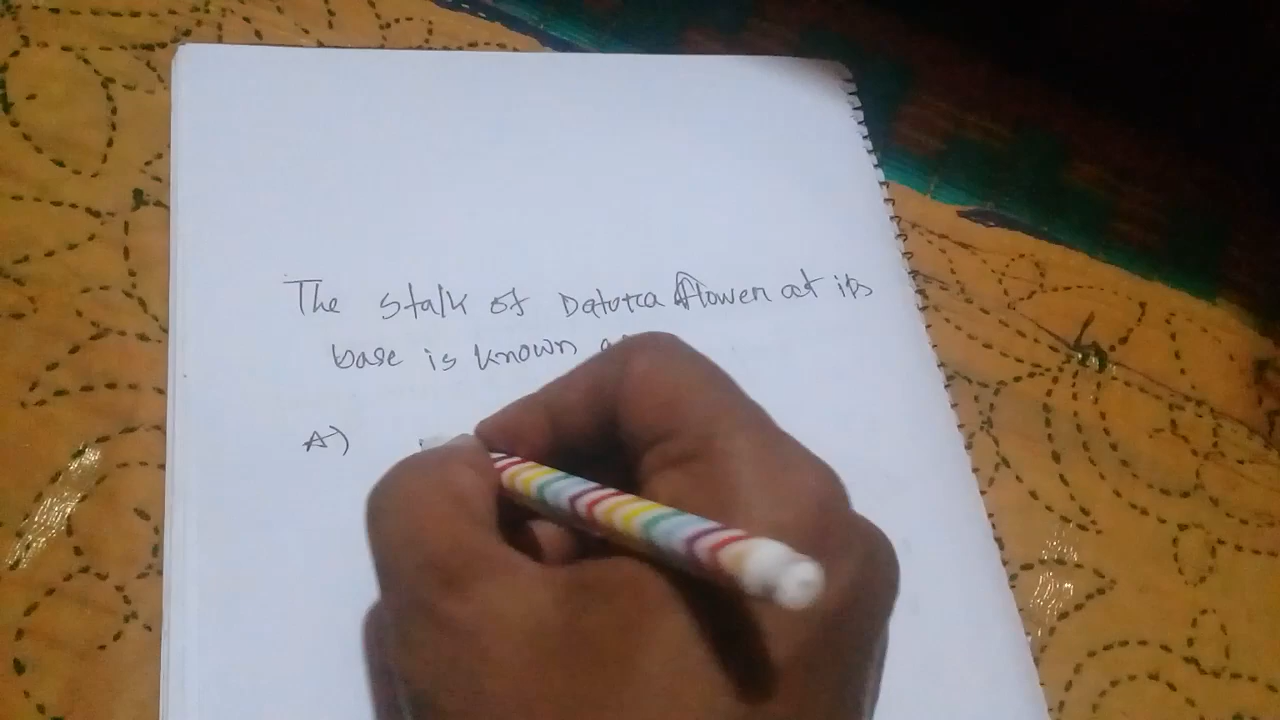 The stalk of Datura flower at its
base is known
A)